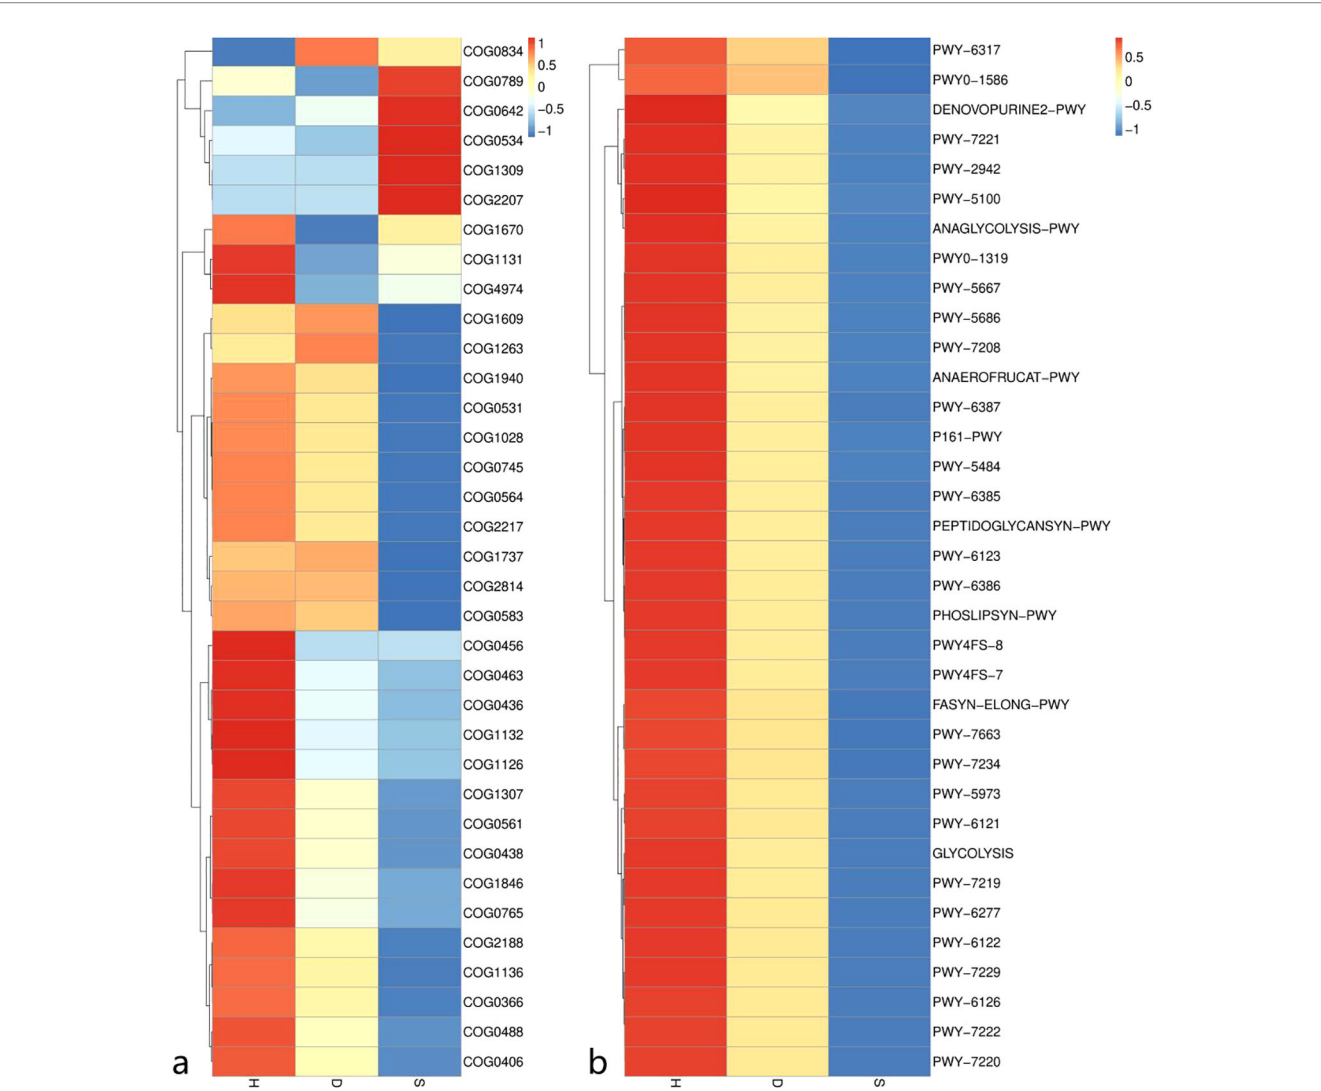 COG0834
COG0789
COG0642
COG0534
COG1309
COG2207
COG1670
COG1131
COG4974
COG1609
COG1263
COG1940
COG0531
COG1028
COG0745
COG0564
COG2217
COG1737
COG2814
COG0583
COG0456
COG0463
COG0436
COG1132
COG1126
COG1307
COG0561
COG0438
COG1846
COG0765
COG2188
COG1136
COG0366
COG0488
COG0406
1
0.5
0
−0.5
−1
a
H
D
S
PWY−6317
PWY0−1586
DENOVOPURINE2−PWY
PWY−7221
PWY−2942
PWY−5100
ANAGLYCOLYSIS−PWY
PWY0−1319
PWY−5667
PWY−5686
PWY−7208
ANAEROFRUCAT−PWY
PWY−6387
P161−PWY
PWY−5484
PWY−6385
PEPTIDOGLYCANSYN−PWY
PWY−6123
PWY−6386
PHOSLIPSYN−PWY
PWY4FS−8
PWY4FS−7
FASYN−ELONG−PWY
PWY−7663
PWY−7234
PWY−5973
PWY−6121
GLYCOLYSIS
PWY−7219
PWY−6277
PWY−6122
PWY−7229
PWY−6126
PWY−7222
PWY−7220
0.5
0
−0.5
−1
b
H
D
S